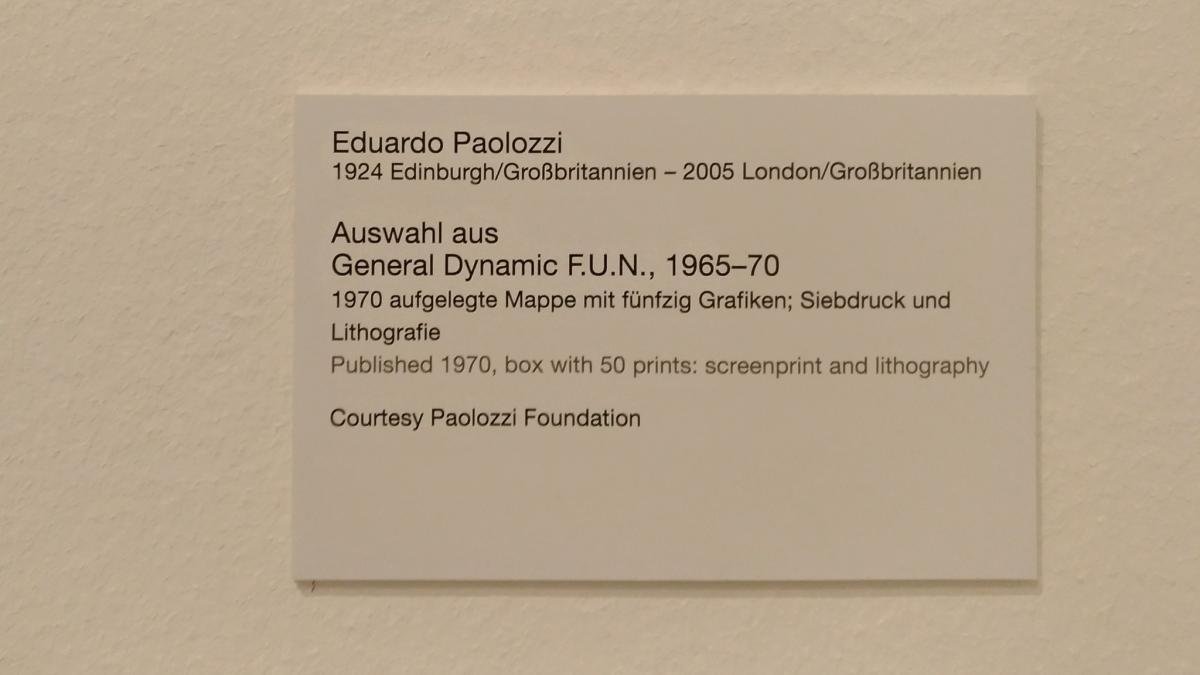 Eduardo Paolozzi
1924 Edinburgh/Großbritannien – 2005 London/Großbritannien
Auswahl aus
General Dynamic F.U.N., 1965–70
1970 aufgelegte Mappe mit fünfzig Grafiken; Siebdruck und
Lithografie
Published 1970, box with 50 prints: screenprint and lithography
Courtesy Paolozzi Foundation